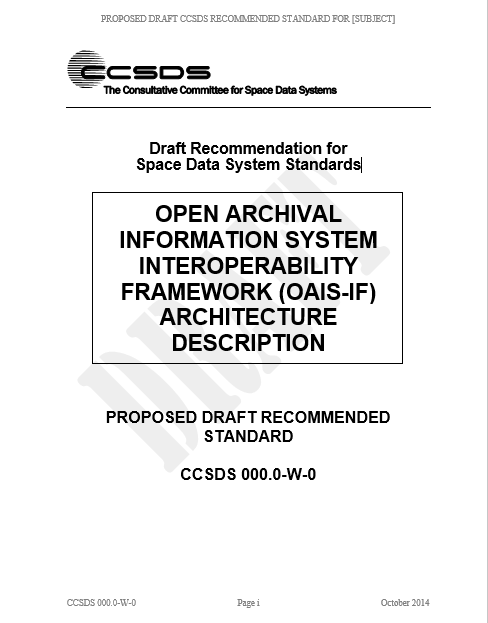 PROPOSED DRAFT CCSDS RECOMMENDED STANDARD FOR [SUBJECT]
CCSDS
The Consultative Committee for Space Data Systems
Draft Recommendation for
Space Data System Standards
OPEN ARCHIVAL
INFORMATION SYSTEM
INTEROPERABILITY
FRAMEWORK (OAIS-IF)
ARCHITECTURE
DESCRIPTION
DRAFT
PROPOSED DRAFT RECOMMENDED
STANDARD
CCSDS 000.0-W-0
CCSDS 000.0-W-0 Page i October 2014